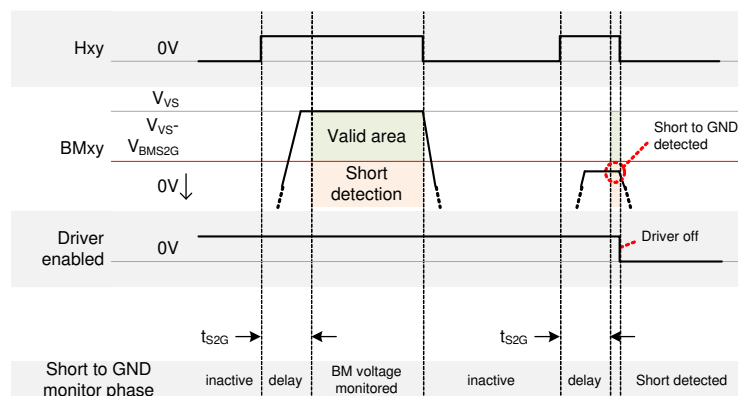 Hxy 0V
VVS
VVS-
VBMS2G
BMxy
0V
Valid area
Short
detection
Short to GND
detected
Driver
enabled
0V
Driver off
tS2G
tS2G
Short to GND
monitor phase
inactive
delay
BM voltage
monitored
inactive
delay
Short detected